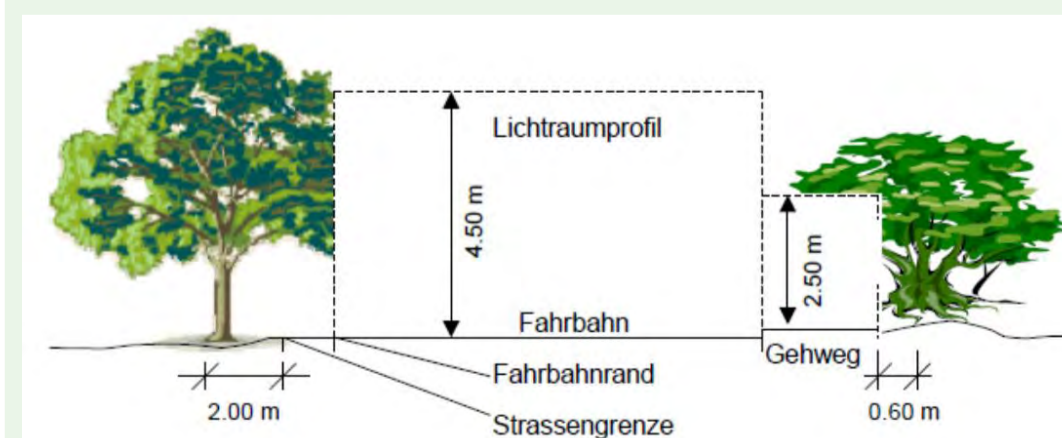 Lichtraumprofil
4.50 m
2.50 m
Fahrbahn
Gehweg
Fahrbahnrand
2.00 m
0.60 m
Strassengrenze